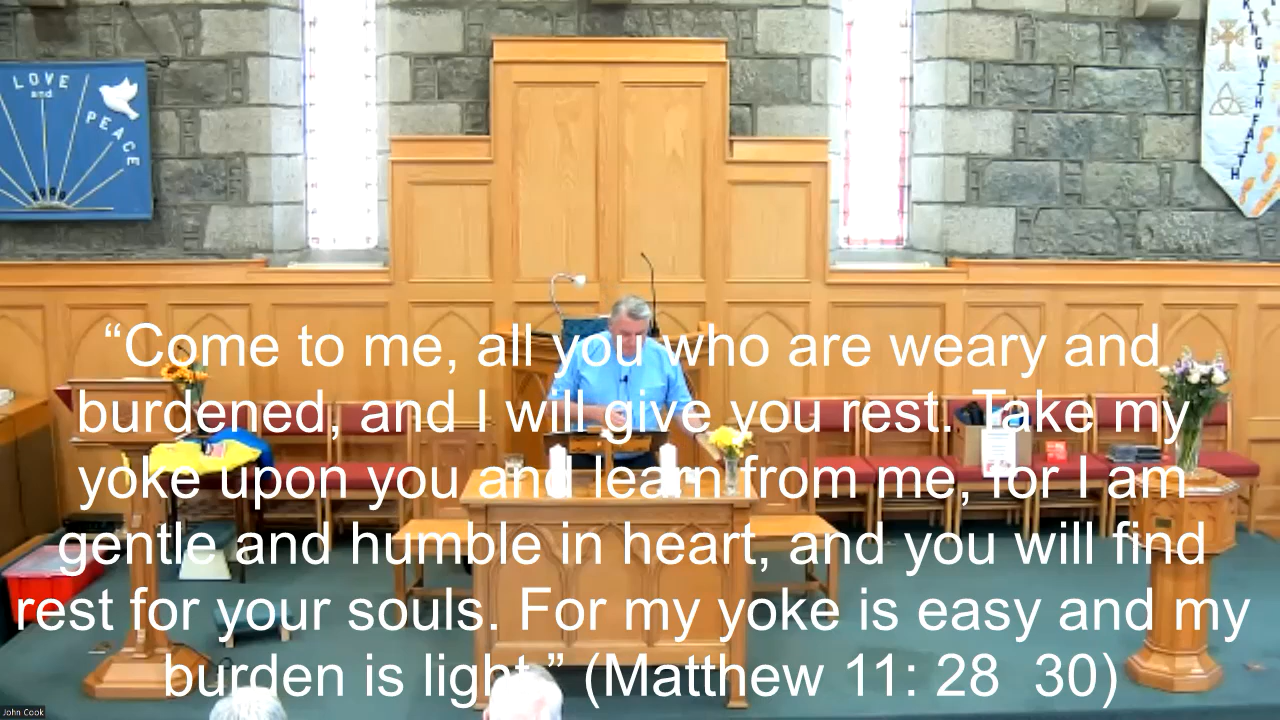 LOVE
and
PEACE
KING WITH FAITH
“Come to me, all you who are weary and
burdened, and I will give you rest. Take my
yoke upon you and learn from me, for I am
gentle and humble in heart, and you will find
rest for your souls. For my yoke is easy and my
burden is light.” (Matthew 11: 28  30)
John Cook